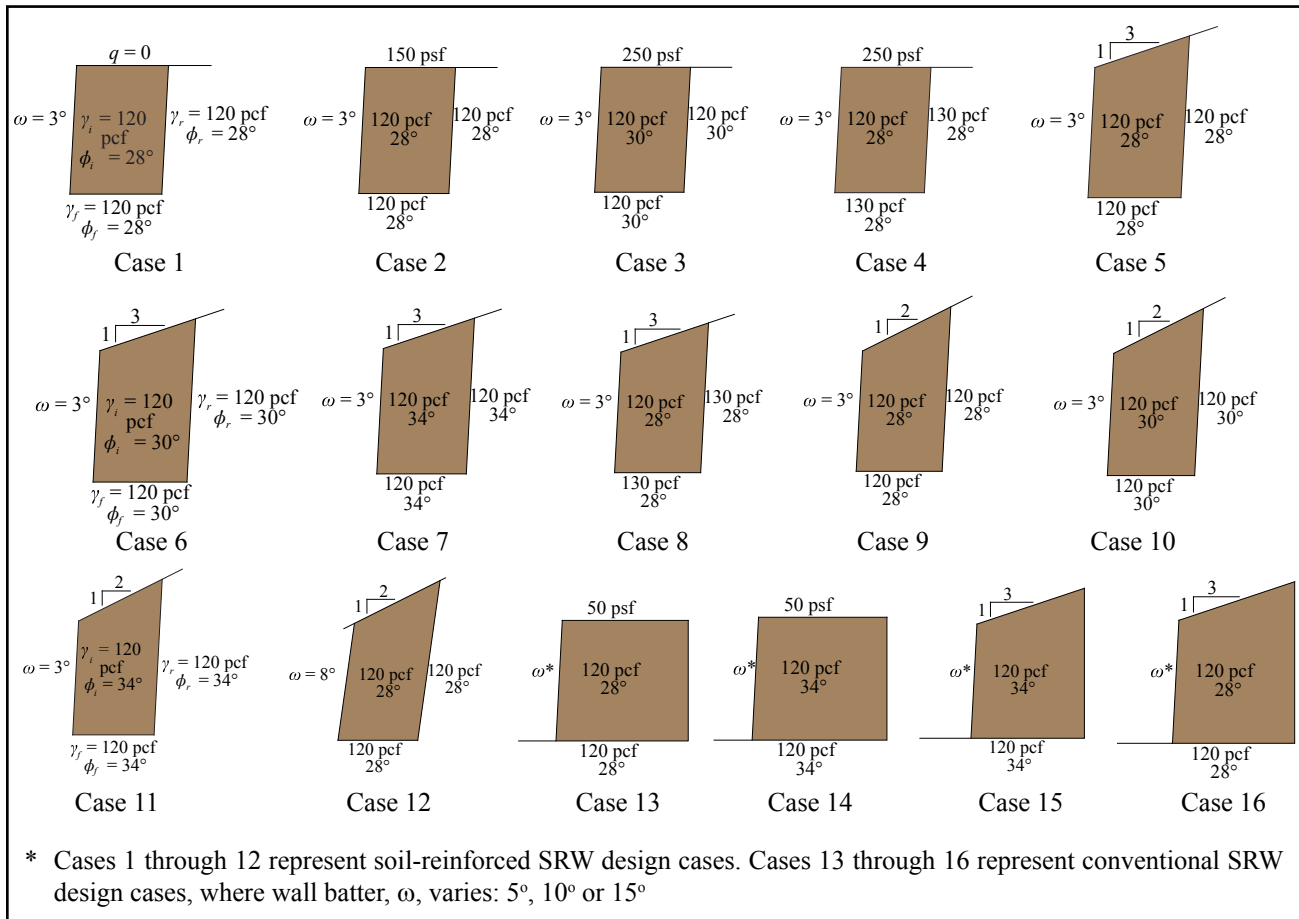 q = 0
ω = 3°
γi = 120
pcf
ϕi = 28°
γr = 120 pcf
ϕr = 28°
γf = 120 pcf
ϕf = 28°
Case 1
150 psf
ω = 3°
120 pcf
28°
120 pcf
28°
120 pcf
28°
Case 2
250 psf
ω = 3°
120 pcf
30°
120 pcf
30°
120 pcf
30°
Case 3
250 psf
ω = 3°
120 pcf
28°
130 pcf
28°
130 pcf
28°
Case 4
3
1
ω = 3°
120 pcf
28°
120 pcf
28°
120 pcf
28°
Case 5
3
1
ω = 3°
γi = 120
pcf
ϕi = 30°
γr = 120 pcf
ϕr = 30°
γf = 120 pcf
ϕf = 30°
Case 6
3
1
ω = 3°
120 pcf
34°
120 pcf
34°
120 pcf
34°
Case 7
3
1
ω = 3°
120 pcf
28°
130 pcf
28°
130 pcf
28°
Case 8
2
1
ω = 3°
120 pcf
28°
120 pcf
28°
120 pcf
28°
Case 9
2
1
ω = 3°
120 pcf
30°
120 pcf
30°
120 pcf
30°
Case 10
2
1
ω = 3°
γi = 120
pcf
ϕi = 34°
γr = 120 pcf
ϕr = 34°
γf = 120 pcf
ϕf = 34°
Case 11
2
1
ω = 8°
120 pcf
28°
120 pcf
28°
120 pcf
28°
Case 12
50 psf
ω*
120 pcf
28°
120 pcf
28°
Case 13
50 psf
ω*
120 pcf
34°
120 pcf
34°
Case 14
3
1
ω*
120 pcf
34°
120 pcf
34°
Case 15
3
1
ω*
120 pcf
28°
120 pcf
28°
Case 16
* Cases 1 through 12 represent soil-reinforced SRW design cases. Cases 13 through 16 represent conventional SRW
design cases, where wall batter, ω, varies: 5º, 10º or 15º